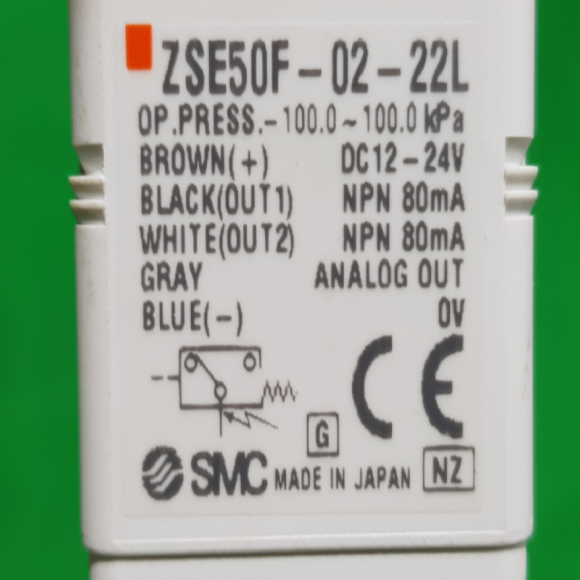 ZSE50F-02-22L
OP.PRESS.-100.0~100.0 kPa
BROWN(+) DC12-24V
BLACK(OUT1) NPN 80mA
WHITE(OUT2) NPN 80mA
GRAY ANALOG OUT
BLUE(-) 0V
CE
G
SMC MADE IN JAPAN NZ